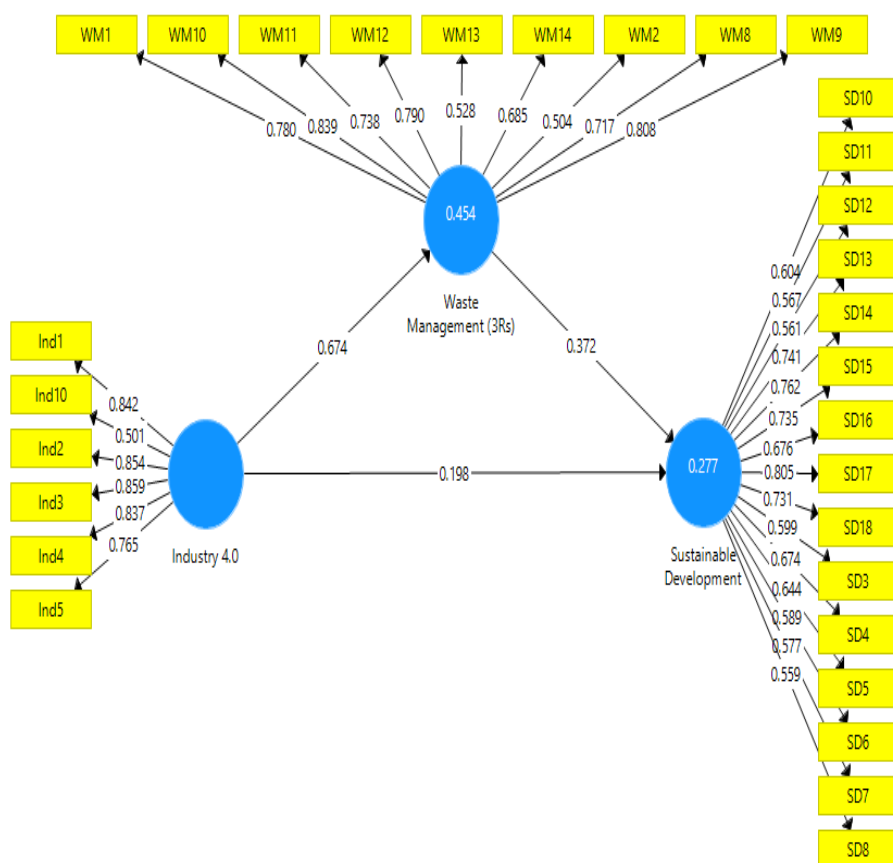 WM1 WM10 WM11 WM12 WM13 WM14 WM2 WM8 WM9
0.780 0.839 0.738 0.790 0.528 0.685 0.504 0.717 0.808
0.454
Waste
Management (3Rs)
0.674
0.372
Ind1
Ind10
Ind2
Ind3
Ind4
Ind5
0.842
0.501
0.854
0.859
0.837
0.765
Industry 4.0
0.198
0.277
Sustainable
Development
0.604
0.567
0.561
0.741
0.762
0.735
0.676
0.805
0.731
0.599
0.674
0.644
0.589
0.577
0.559
SD10
SD11
SD12
SD13
SD14
SD15
SD16
SD17
SD18
SD3
SD4
SD5
SD6
SD7
SD8